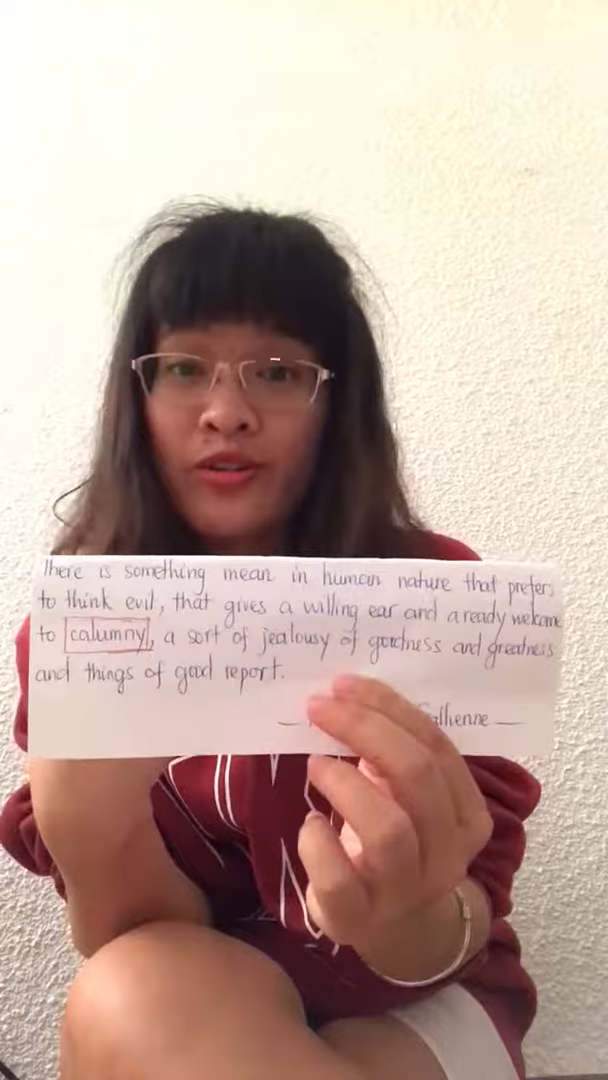 There is something mean in human nature that prefers
to think evil, that gives a willing ear and a ready welcome
to calumny, a sort of jealousy of goodness and greatness
and things of good report.
— Gallienne —